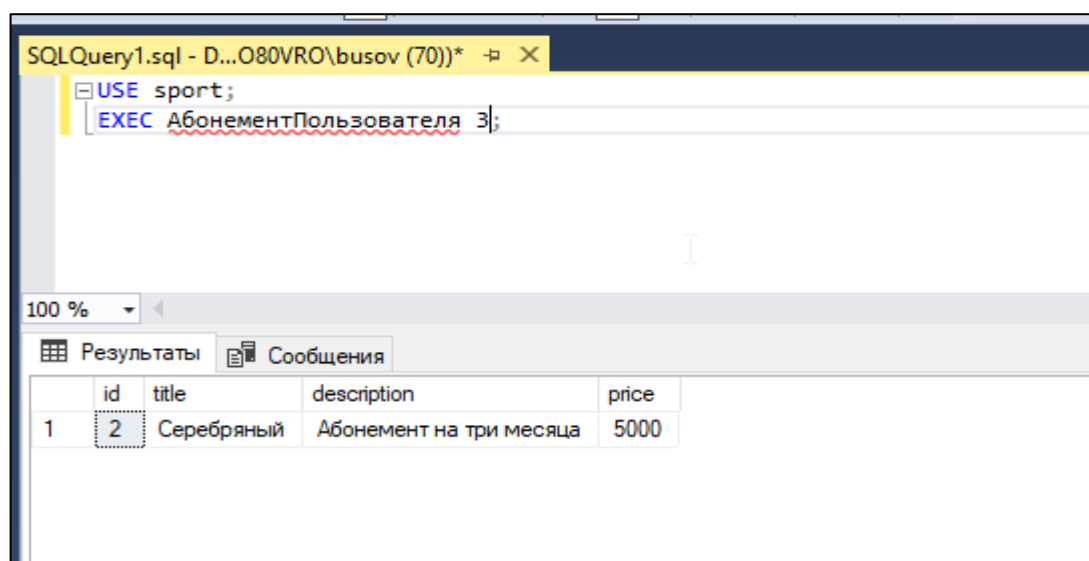 SQLQuery1.sql - D...O80VRO\busov (70))*
USE sport;
EXEC АбонементПользователя 3;
100 %
Результаты Сообщения
id title description price
1 2 Серебряный Абонемент на три месяца 5000